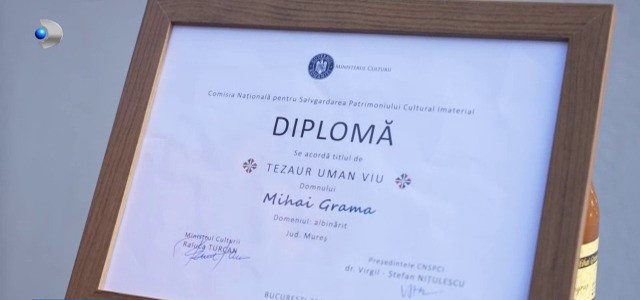 Ministerul Culturii
Comisia Națională pentru Salvgardarea Patrimoniului Cultural Imaterial
DIPLOMĂ
Se acordă titlul de
TEZAUR UMAN VIU
Domnului
Mihai Grama
Domeniul: albinărit
Jud. Mureș
Ministrul Culturii
Raluca TURCAN
Președintele CNSPCI
dr. Virgil - Ștefan NIȚULESCU
BUCUREȘTI